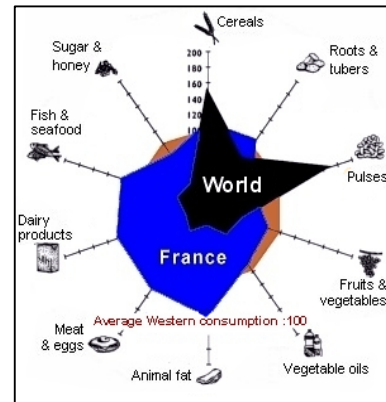 Cereals
Sugar &
honey
Roots &
tubers
200
180
160
140
120
100
Fish &
seafood
Pulses
World
Dairy
products
France
Fruits &
vegetables
Average Western consumption :100
Meat
& eggs
Animal fat
Vegetable oils